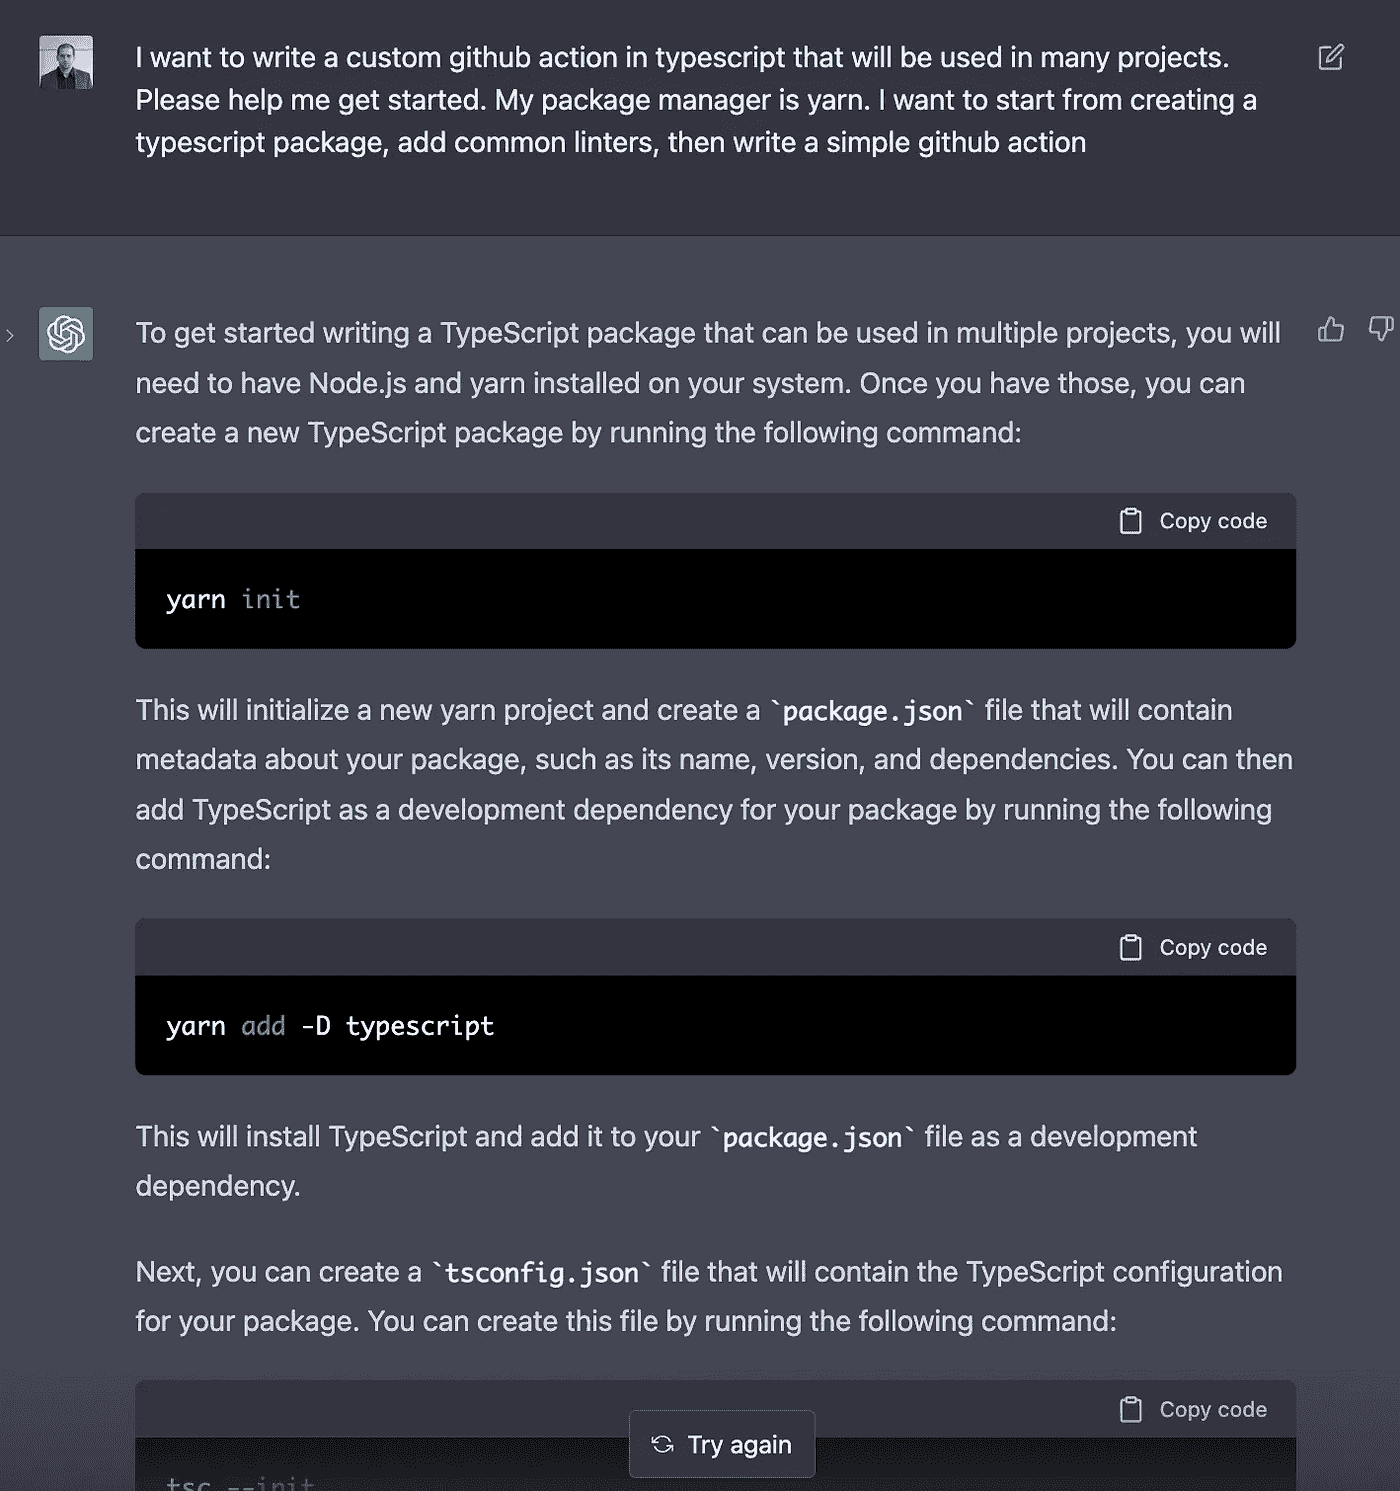 I want to write a custom github action in typescript that will be used in many projects.
Please help me get started. My package manager is yarn. I want to start from creating a
typescript package, add common linters, then write a simple github action
To get started writing a TypeScript package that can be used in multiple projects, you will
need to have Node.js and yarn installed on your system. Once you have those, you can
create a new TypeScript package by running the following command:
Copy code
yarn init
This will initialize a new yarn project and create a `package.json` file that will contain
metadata about your package, such as its name, version, and dependencies. You can then
add TypeScript as a development dependency for your package by running the following
command:
Copy code
yarn add -D typescript
This will install TypeScript and add it to your `package.json` file as a development
dependency.
Next, you can create a `tsconfig.json` file that will contain the TypeScript configuration
for your package. You can create this file by running the following command:
Copy code
Try again
tsc --init